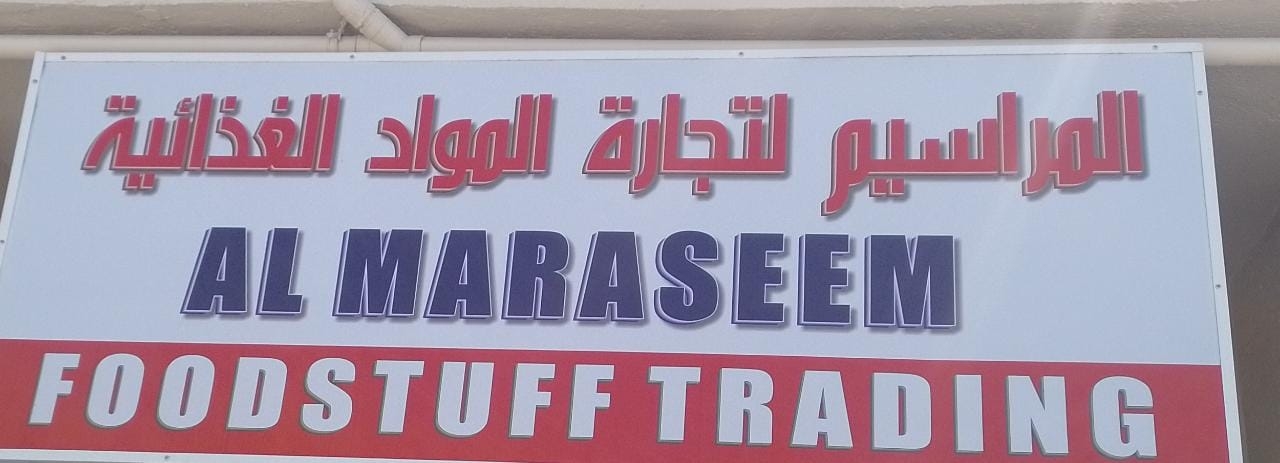 المراسيم لتجارة المواد الغذائية
AL MARASEEM
FOODSTUFF TRADING